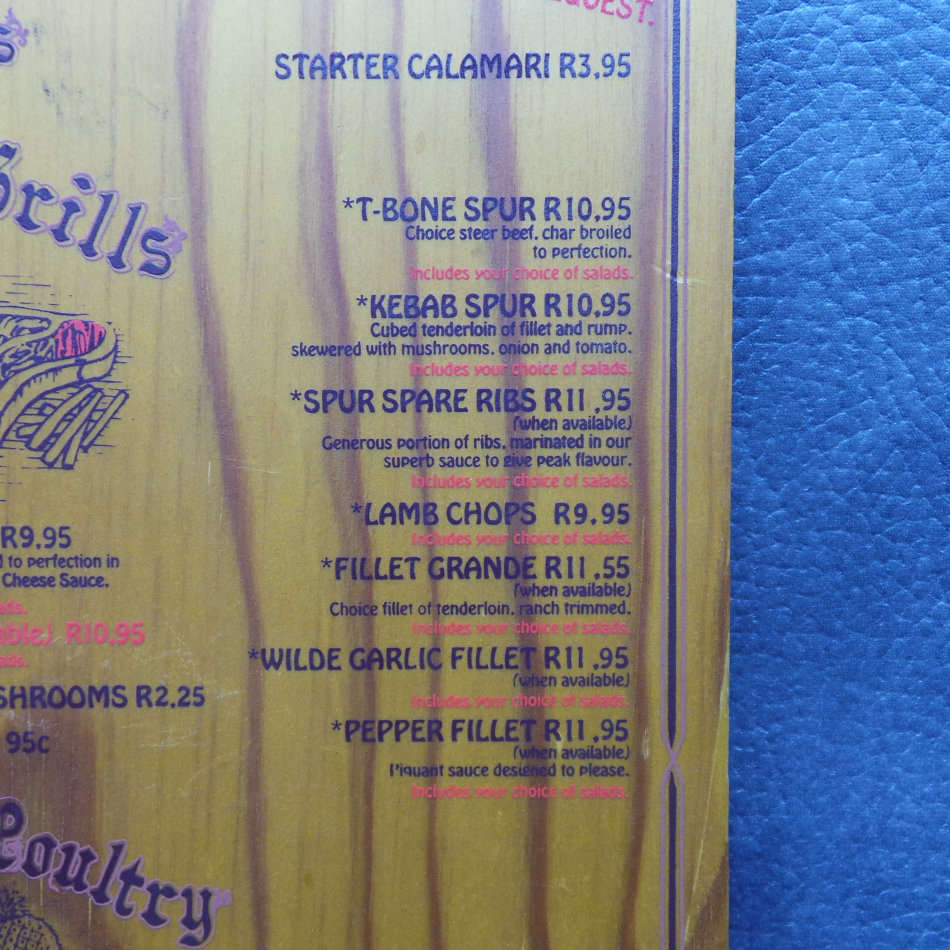 STARTER CALAMARI R3,95
Grills
*T-BONE SPUR R10,95
Choice steer beef, char broiled
to perfection.
Includes your choice of salads.
*KEBAB SPUR R10,95
Cubed tenderloin of fillet and rump,
skewered with mushrooms, onion and tomato.
Includes your choice of salads.
*SPUR SPARE RIBS R11,95
(when available)
Generous portion of ribs, marinated in our
superb sauce to give peak flavour.
Includes your choice of salads.
*LAMB CHOPS R9,95
Includes your choice of salads.
*FILLET GRANDE R11,55
(when available)
Choice fillet of tenderloin, ranch trimmed.
Includes your choice of salads.
*WILDE GARLIC FILLET R11,95
(when available)
Includes your choice of salads.
*PEPPER FILLET R11,95
(when available)
Piquant sauce designed to please.
Includes your choice of salads.
R9,95
to perfection in
Cheese Sauce.
R10,95
R2,25
95c
Poultry